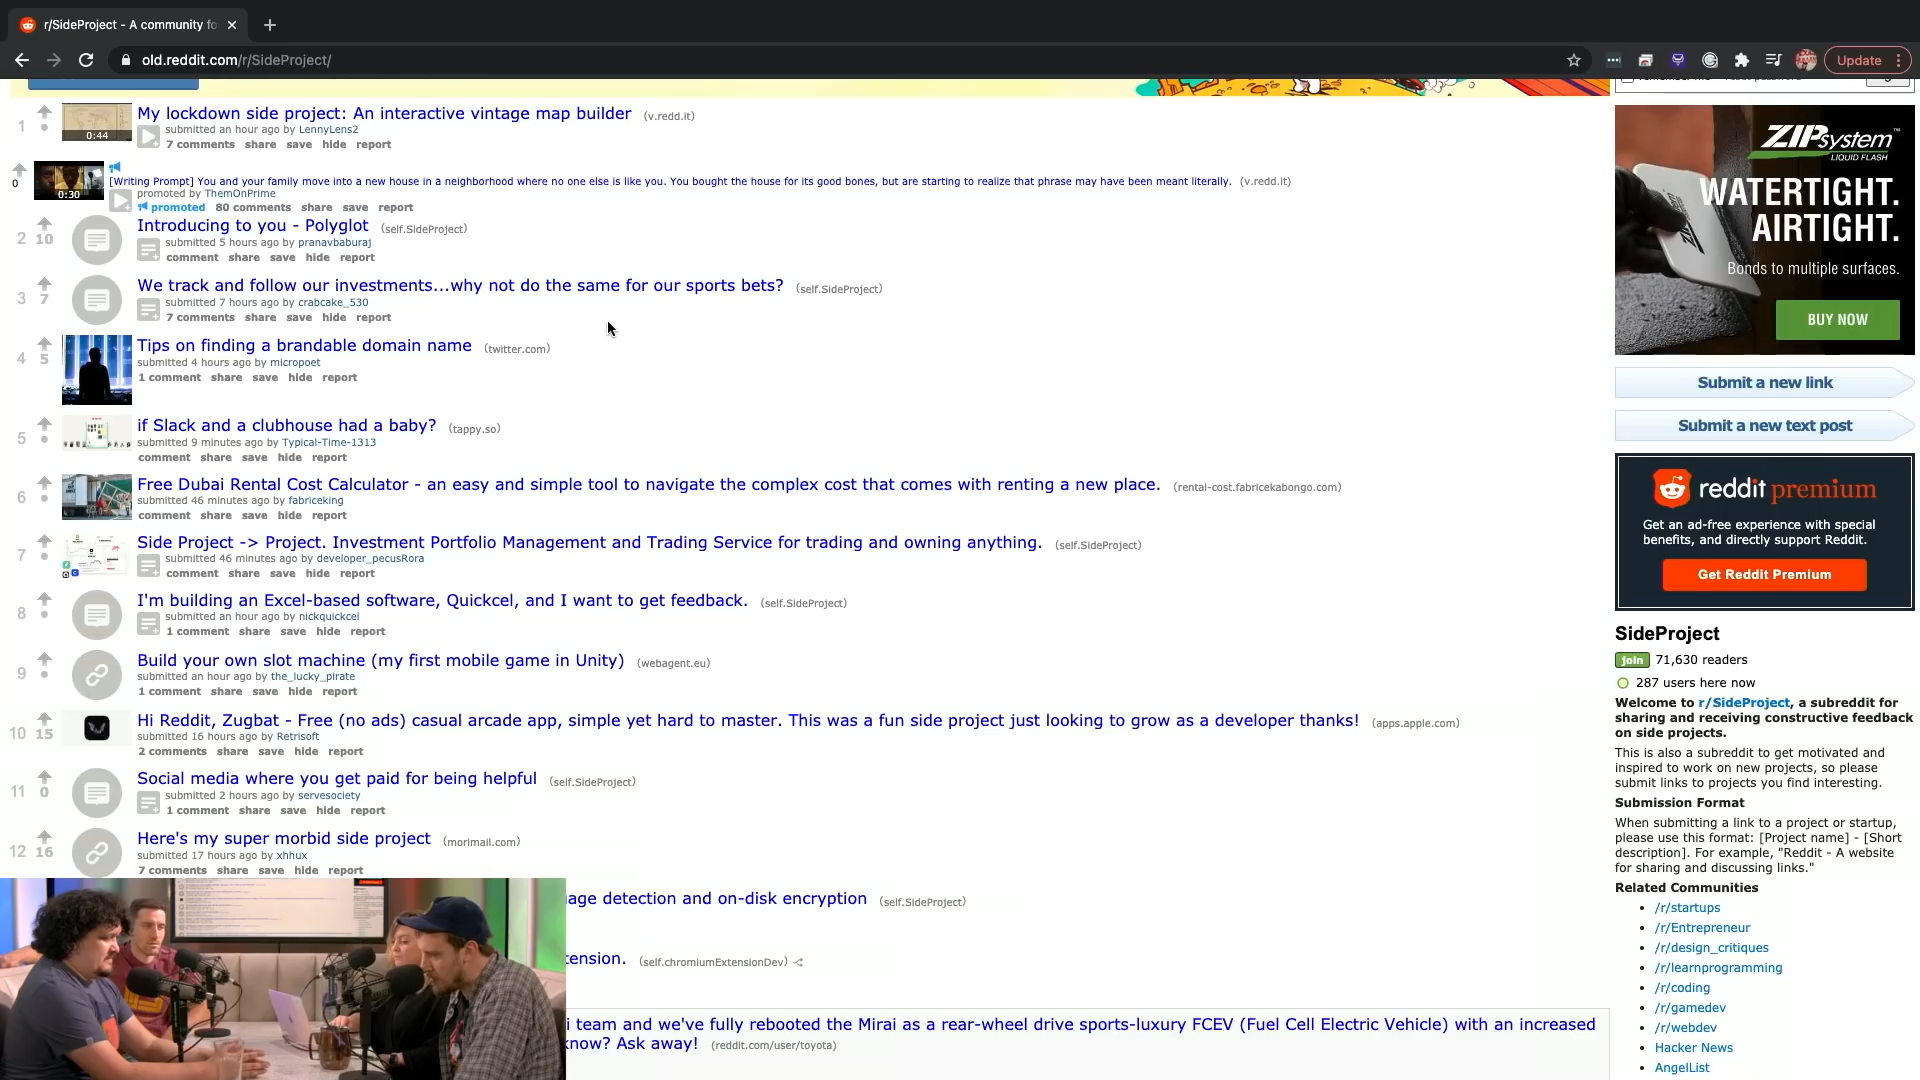 r/SideProject - A community fo
old.reddit.com/r/SideProject/
Update
1
0:44
My lockdown side project: An interactive vintage map builder (v.redd.it)
submitted an hour ago by LennyLens2
7 comments share save hide report
0
0:30
[Writing Prompt] You and your family move into a new house in a neighborhood where no one else is like you. You bought the house for its good bones, but are starting to realize that phrase may have been meant literally. (v.redd.it)
promoted by ThemOnPrime
promoted 80 comments share save report
2
10
Introducing to you - Polyglot (self.SideProject)
submitted 5 hours ago by pranavbaburaj
comment share save hide report
3
7
We track and follow our investments...why not do the same for our sports bets? (self.SideProject)
submitted 7 hours ago by crabcake_530
7 comments share save hide report
4
5
Tips on finding a brandable domain name (twitter.com)
submitted 4 hours ago by micropoet
1 comment share save hide report
5
if Slack and a clubhouse had a baby? (tappy.so)
submitted 9 minutes ago by Typical-Time-1313
comment share save hide report
6
Free Dubai Rental Cost Calculator - an easy and simple tool to navigate the complex cost that comes with renting a new place. (rental-cost.fabricekabongo.com)
submitted 46 minutes ago by fabriceking
comment share save hide report
7
Side Project -> Project. Investment Portfolio Management and Trading Service for trading and owning anything. (self.SideProject)
submitted 46 minutes ago by developer_pecusRora
comment share save hide report
8
I'm building an Excel-based software, Quickcel, and I want to get feedback. (self.SideProject)
submitted an hour ago by nickquickcel
1 comment share save hide report
9
Build your own slot machine (my first mobile game in Unity) (webagent.eu)
submitted an hour ago by the_lucky_pirate
1 comment share save hide report
10
15
Hi Reddit, Zugbat - Free (no ads) casual arcade app, simple yet hard to master. This was a fun side project just looking to grow as a developer thanks! (apps.apple.com)
submitted 16 hours ago by Retrisoft
2 comments share save hide report
11
0
Social media where you get paid for being helpful (self.SideProject)
submitted 2 hours ago by servesociety
1 comment share save hide report
12
16
Here's my super morbid side project (morimail.com)
submitted 17 hours ago by xhhux
7 comments share save hide report
age detection and on-disk encryption (self.SideProject)
tension. (self.chromiumExtensionDev)
i team and we've fully rebooted the Mirai as a rear-wheel drive sports-luxury FCEV (Fuel Cell Electric Vehicle) with an increased
know? Ask away! (reddit.com/user/toyota)
ZIPsystem™
LIQUID FLASH
WATERTIGHT.
AIRTIGHT.
Bonds to multiple surfaces.
BUY NOW
Submit a new link
Submit a new text post
reddit premium
Get an ad-free experience with special
benefits, and directly support Reddit.
Get Reddit Premium
SideProject
join 71,630 readers
287 users here now
Welcome to r/SideProject, a subreddit for
sharing and receiving constructive feedback
on side projects.
This is also a subreddit to get motivated and
inspired to work on new projects, so please
submit links to projects you find interesting.
Submission Format
When submitting a link to a project or startup,
please use this format: [Project name] - [Short
description]. For example, "Reddit - A website
for sharing and discussing links."
Related Communities
/r/startups
/r/Entrepreneur
/r/design_critiques
/r/learnprogramming
/r/coding
/r/gamedev
/r/webdev
Hacker News
AngelList